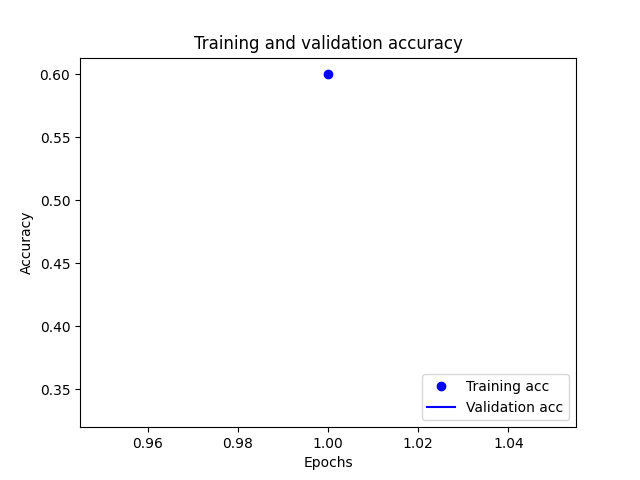 Training and validation accuracy
0.60
0.55
0.50
0.45
0.40
0.35
Accuracy
Training acc
Validation acc
0.96 0.98 1.00 1.02 1.04
Epochs